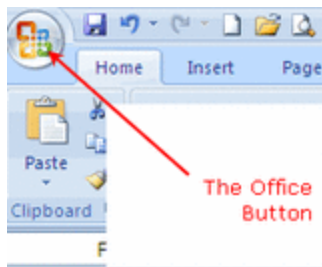 Home Insert Page
Paste
The Office
Button
Clipboard
F